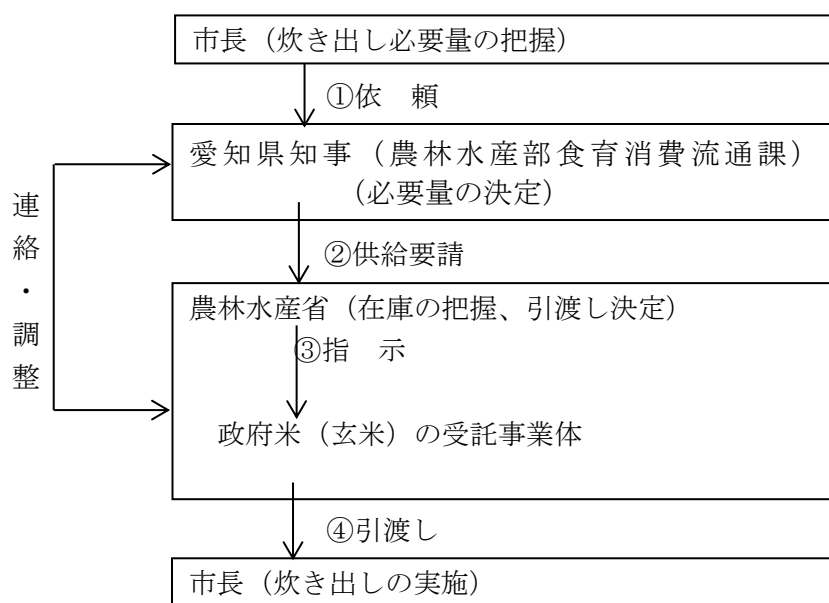 市長（炊き出し必要量の把握）
①依　頼
愛知県知事（農林水産部食育消費流通課）
（必要量の決定）
連絡・調整
②供給要請
農林水産省（在庫の把握、引渡し決定）
③指　示
政府米（玄米）の受託事業体
④引渡し
市長（炊き出しの実施）